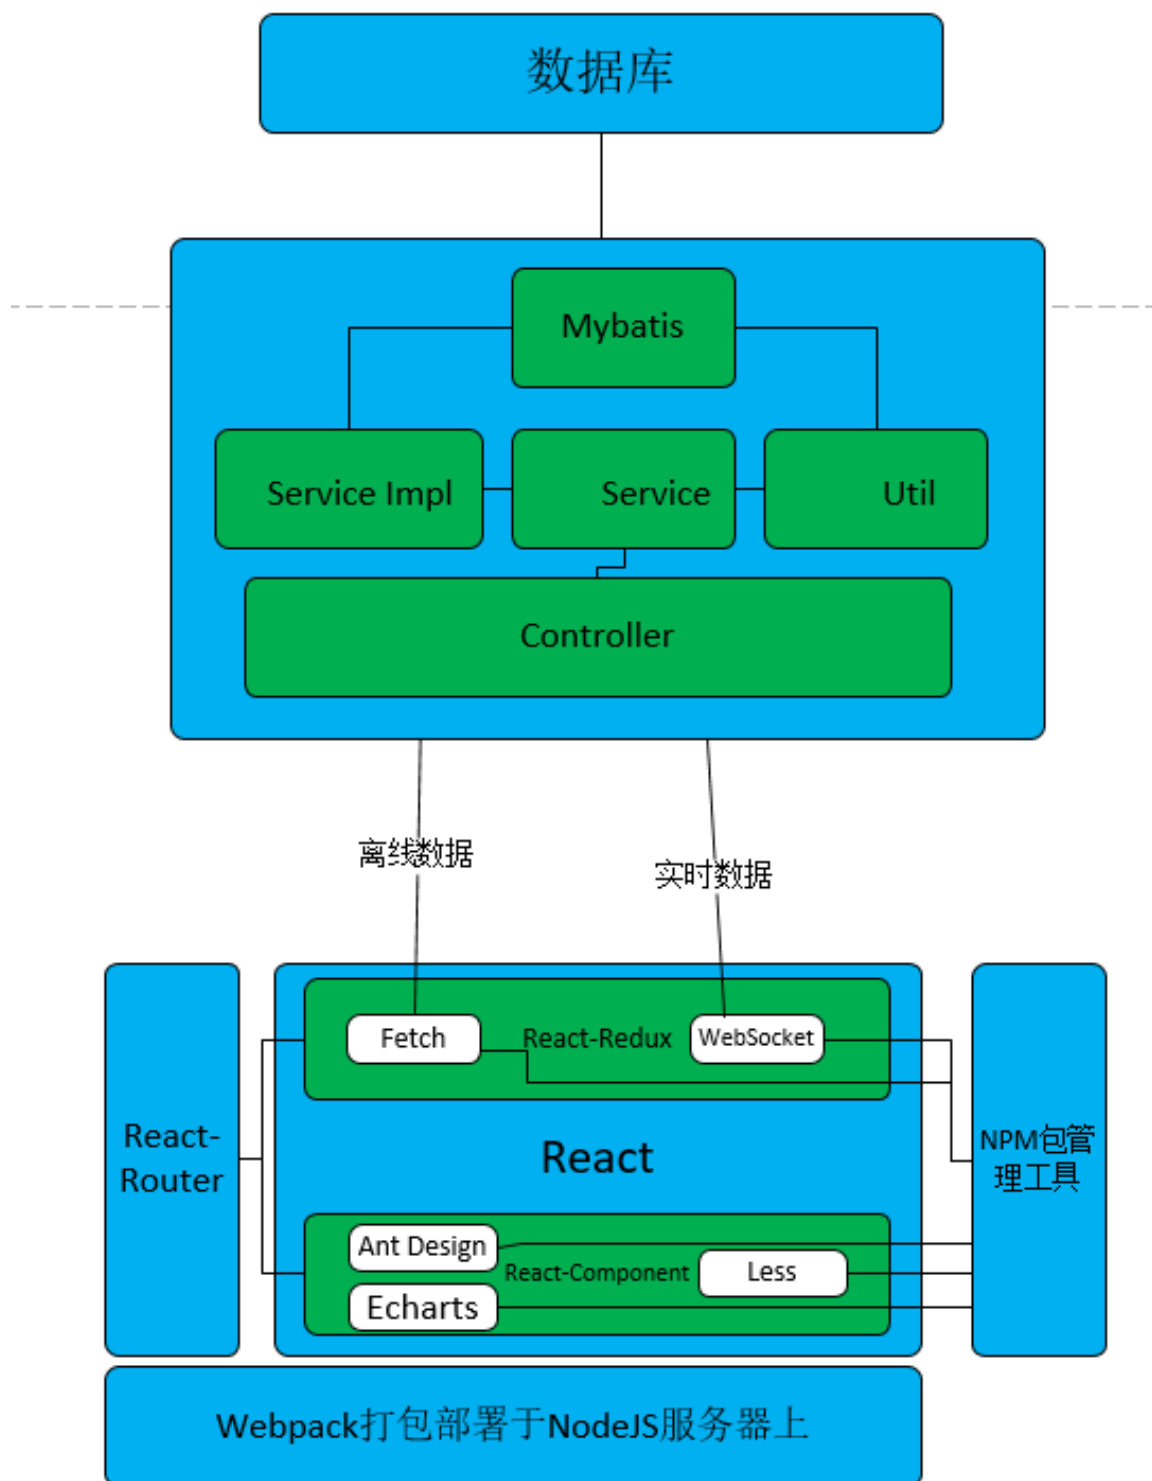 数据库
Mybatis
Service Impl
Service
Util
Controller
离线数据
实时数据
Fetch
React-Redux
WebSocket
React-
Router
React
NPM包管
理工具
Ant Design
React-Component
Less
Echarts
Webpack打包部署于NodeJS服务器上